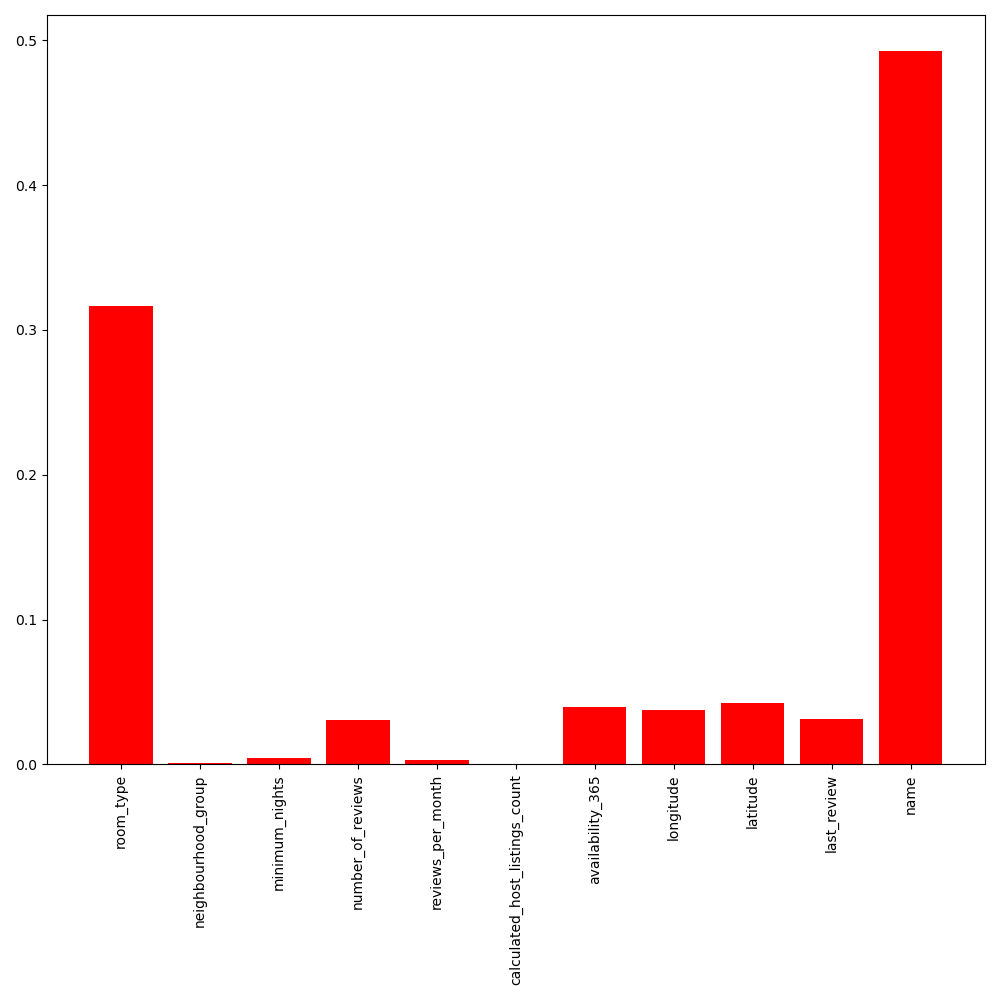 0.5
0.4
0.3
0.2
0.1
0.0
room_type
neighbourhood_group
minimum_nights
number_of_reviews
reviews_per_month
calculated_host_listings_count
availability_365
longitude
latitude
last_review
name